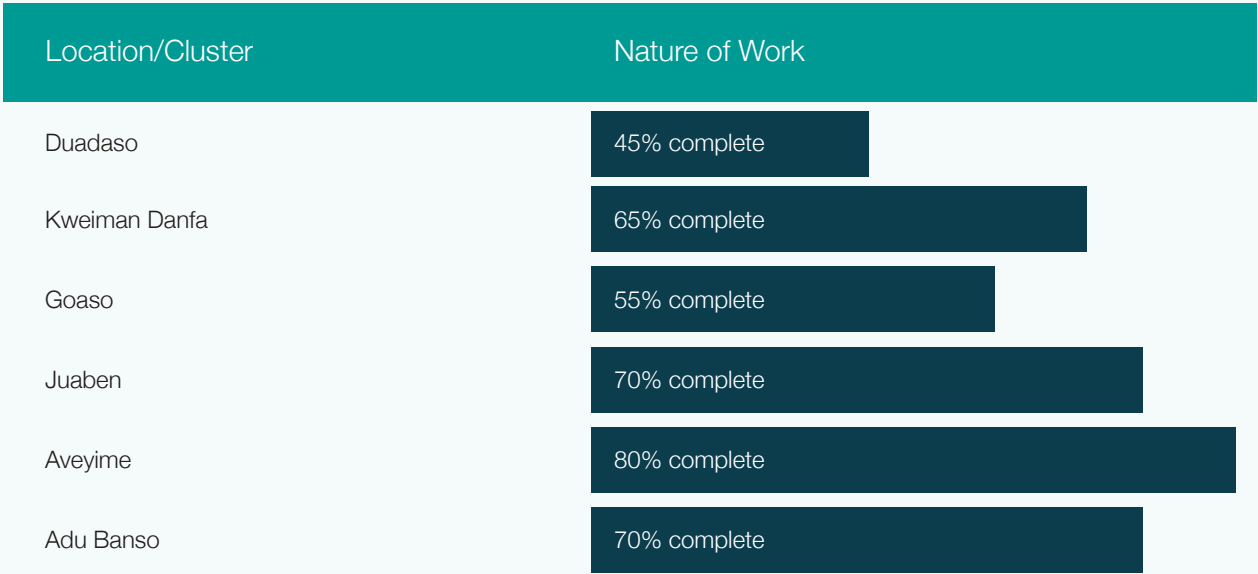 Location/Cluster Nature of Work
Duadaso 45% complete
Kweiman Danfa 65% complete
Goaso 55% complete
Juaben 70% complete
Aveyime 80% complete
Adu Banso 70% complete